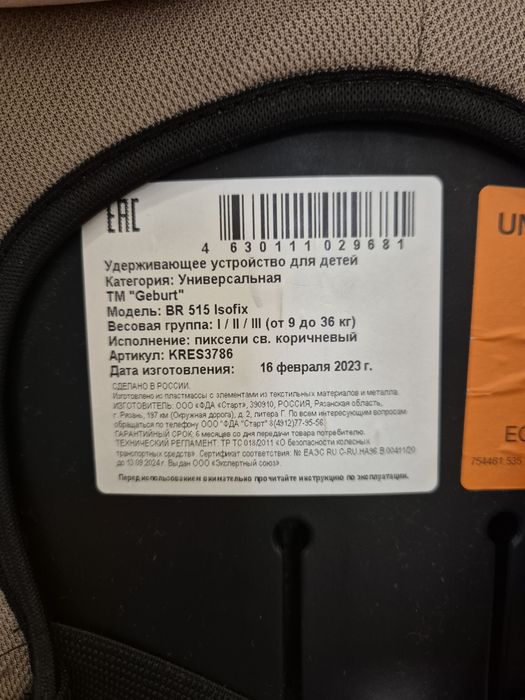 EAC
4 630111 029681
Удерживающее устройство для детей
Категория: Универсальная
ТМ "Geburt"
Модель: BR 515 Isofix
Весовая группа: I / II / III (от 9 до 36 кг)
Исполнение: пиксели св. коричневый
Артикул: KRES3786
Дата изготовления: 16 февраля 2023 г.
СДЕЛАНО В РОССИИ.
Изготовлено из пластмассы с элементами из текстильных материалов и металла.
ИЗГОТОВИТЕЛЬ: ООО «ФДА «Старт», 390910, РОССИЯ, Рязанская область,
г. Рязань, 197 км (Окружная дорога), д. 2, литера Г. По всем интересующим вопросам
обращаться по телефону ООО "ФДА "Старт" 8(4912)77-95-56
ГАРАНТИЙНЫЙ СРОК: 6 месяцев со дня передачи товара потребителю.
ТЕХНИЧЕСКИЙ РЕГЛАМЕНТ: ТР ТС 018/2011 «О безопасности колесных
транспортных средств». Сертификат соответствия: № ЕАЭС RU C-RU.НА96.В.00411/20
до 13.09.2024 г. Выдан ООО «Экспертный союз».
Перед использованием внимательно прочитайте инструкцию по эксплуатации.
UN
EC
754461 535